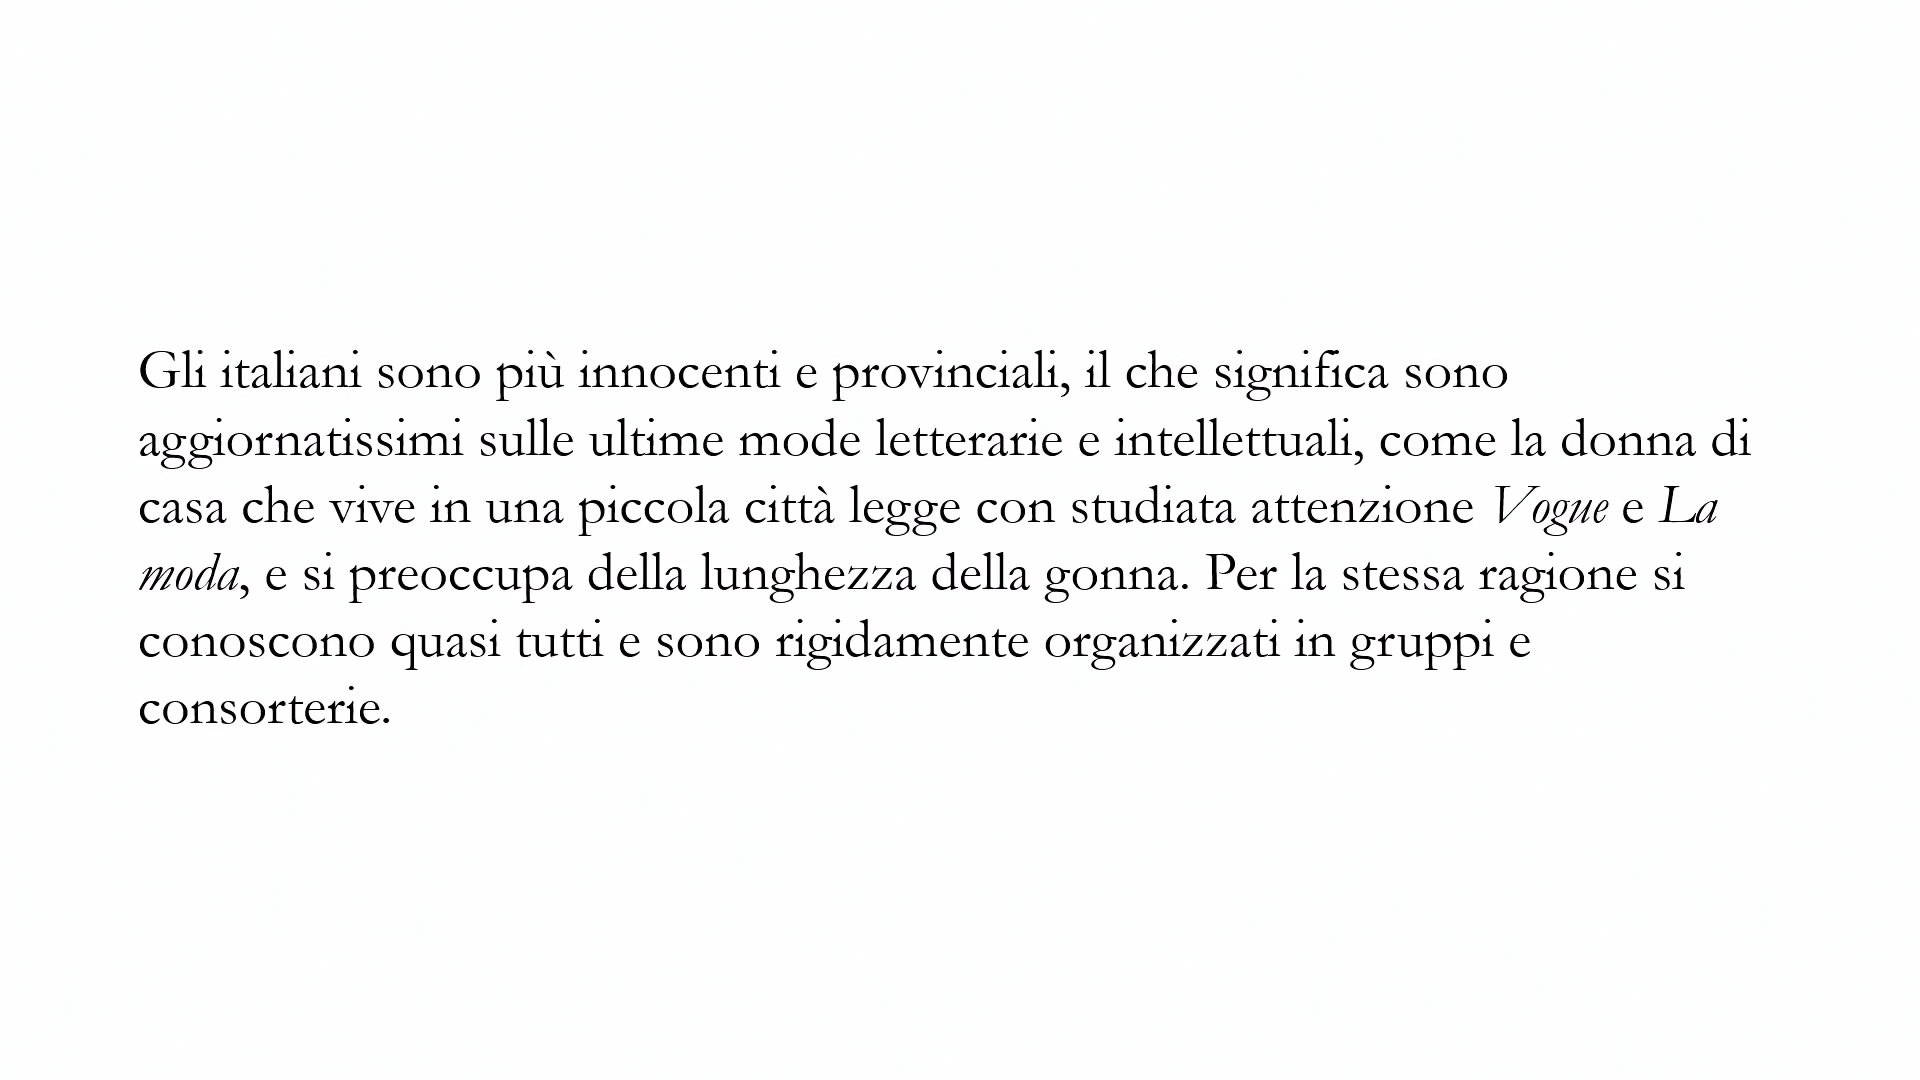 Gli italiani sono più innocenti e provinciali, il che significa sono
aggiornatissimi sulle ultime mode letterarie e intellettuali, come la donna di
casa che vive in una piccola città legge con studiata attenzione Vogue e La
moda, e si preoccupa della lunghezza della gonna. Per la stessa ragione si
conoscono quasi tutti e sono rigidamente organizzati in gruppi e
consorterie.